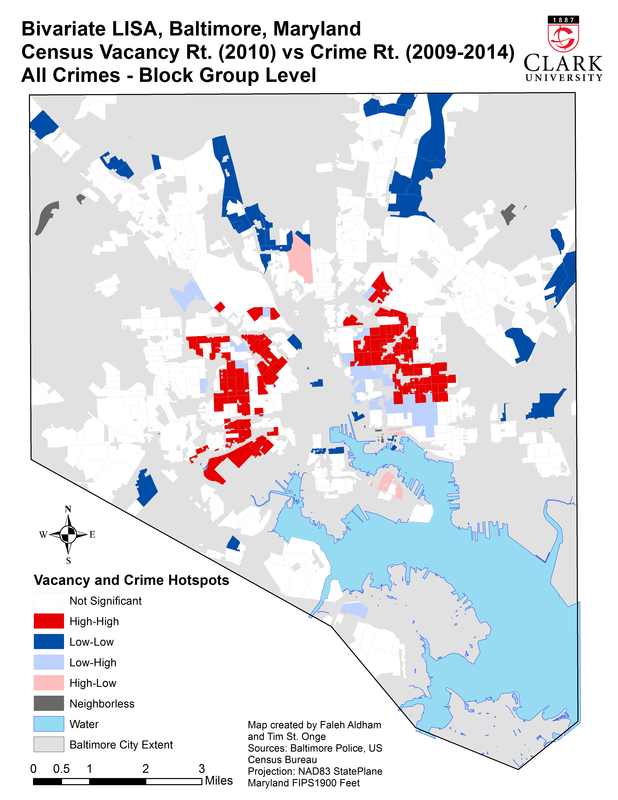 Bivariate LISA, Baltimore, Maryland
Census Vacancy Rt. (2010) vs Crime Rt. (2009-2014)
All Crimes - Block Group Level
1887
CLARK
UNIVERSITY
N
W
E
S
Vacancy and Crime Hotspots
Not Significant
High-High
Low-Low
Low-High
High-Low
Neighborless
Water
Baltimore City Extent
0 0.5 1 2 3
Miles
Map created by Faleh Aldham
and Tim St. Onge
Sources: Baltimore Police, US
Census Bureau
Projection: NAD83 StatePlane
Maryland FIPS1900 Feet